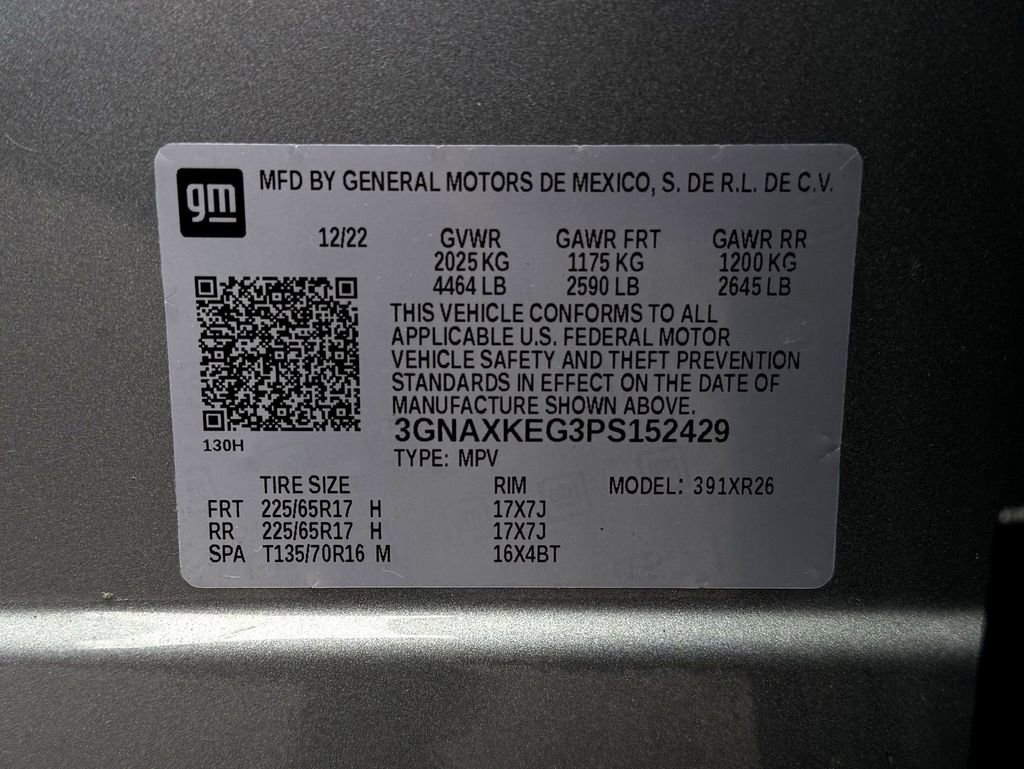 gm
MFD BY GENERAL MOTORS DE MEXICO, S. DE R.L. DE C.V.
12/22 GVWR GAWR FRT GAWR RR
2025 KG 1175 KG 1200 KG
4464 LB 2590 LB 2645 LB
THIS VEHICLE CONFORMS TO ALL
APPLICABLE U.S. FEDERAL MOTOR
VEHICLE SAFETY AND THEFT PREVENTION
STANDARDS IN EFFECT ON THE DATE OF
MANUFACTURE SHOWN ABOVE.
3GNAXKEG3PS152429
130H
TYPE: MPV
TIRE SIZE RIM MODEL: 391XR26
FRT 225/65R17 H 17X7J
RR 225/65R17 H 17X7J
SPA T135/70R16 M 16X4BT